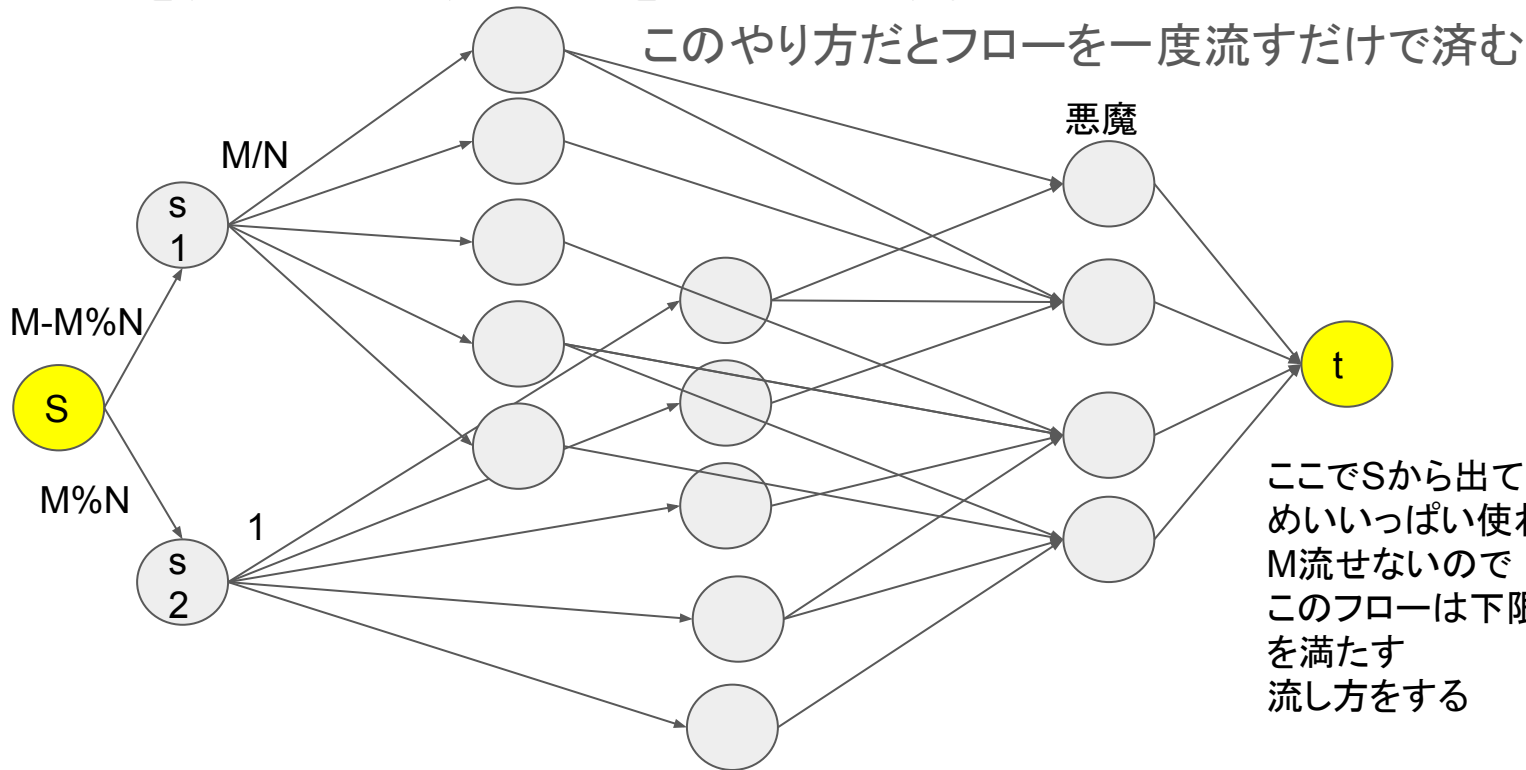 このやり方だとフローを一度流すだけで済む
悪魔
M/N
s
1
M-M%N
S
t
M%N
1
s
2
ここでSから出て
めいいっぱい使
M流せないので
このフローは下限
を満たす
流し方をする